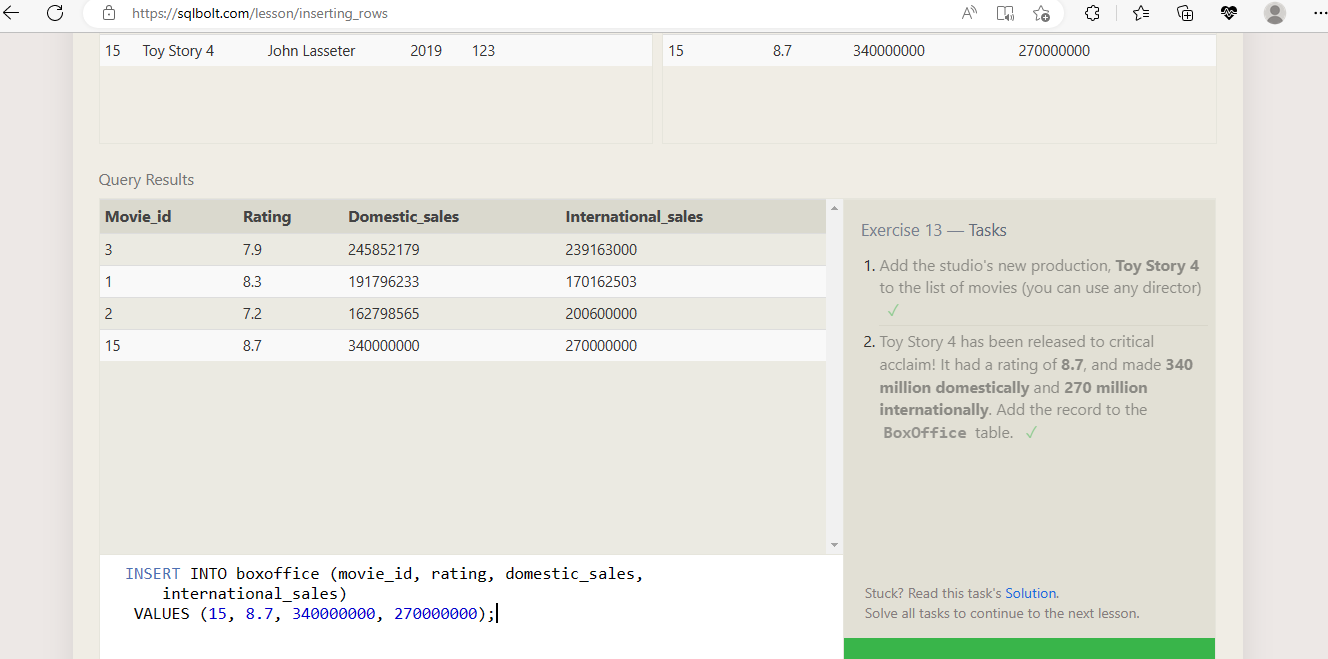 https://sqlbolt.com/lesson/inserting_rows
15 Toy Story 4 John Lasseter 2019 123
15 8.7 340000000 270000000
Query Results
Movie_id Rating Domestic_sales International_sales
3 7.9 245852179 239163000
1 8.3 191796233 170162503
2 7.2 162798565 200600000
15 8.7 340000000 270000000
Exercise 13 — Tasks
1. Add the studio's new production, Toy Story 4
to the list of movies (you can use any director)
✓
2. Toy Story 4 has been released to critical
acclaim! It had a rating of 8.7, and made 340
million domestically and 270 million
internationally. Add the record to the
BoxOffice table. ✓
INSERT INTO boxoffice (movie_id, rating, domestic_sales,
international_sales)
VALUES (15, 8.7, 340000000, 270000000);
Stuck? Read this task's Solution.
Solve all tasks to continue to the next lesson.